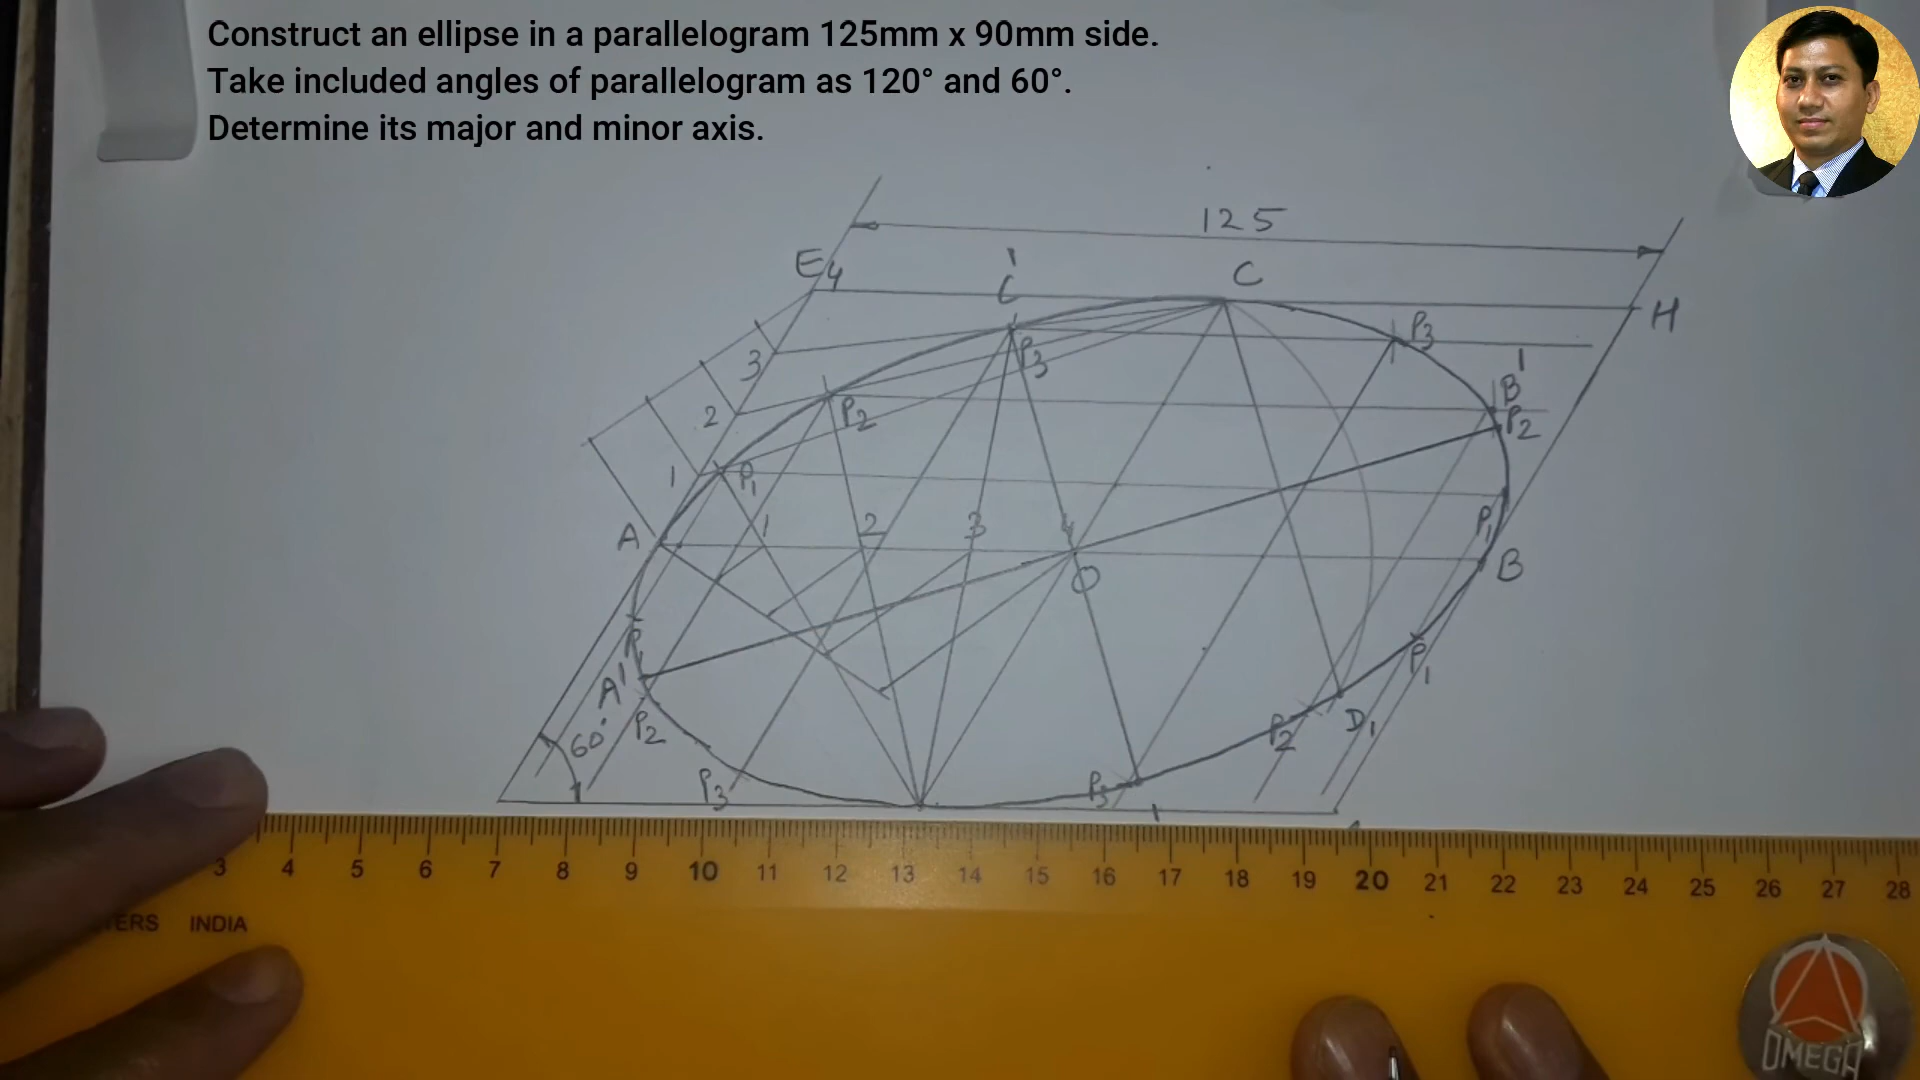 Construct an ellipse in a parallelogram 125mm x 90mm side.
Take included angles of parallelogram as 120° and 60°.
Determine its major and minor axis.
125
E 4
C'
C
H
P3
P3
3
B'
2
P2
P2
1
P1
P1
A
1 2 3 4
B
O
P1
P1
A'
60°
P2
P2
D1
P3
P3
3 4 5 6 7 8 9 10 11 12 13 14 15 16 17 18 19 20 21 22 23 24 25 26 27 28
INDIA
OMEGA